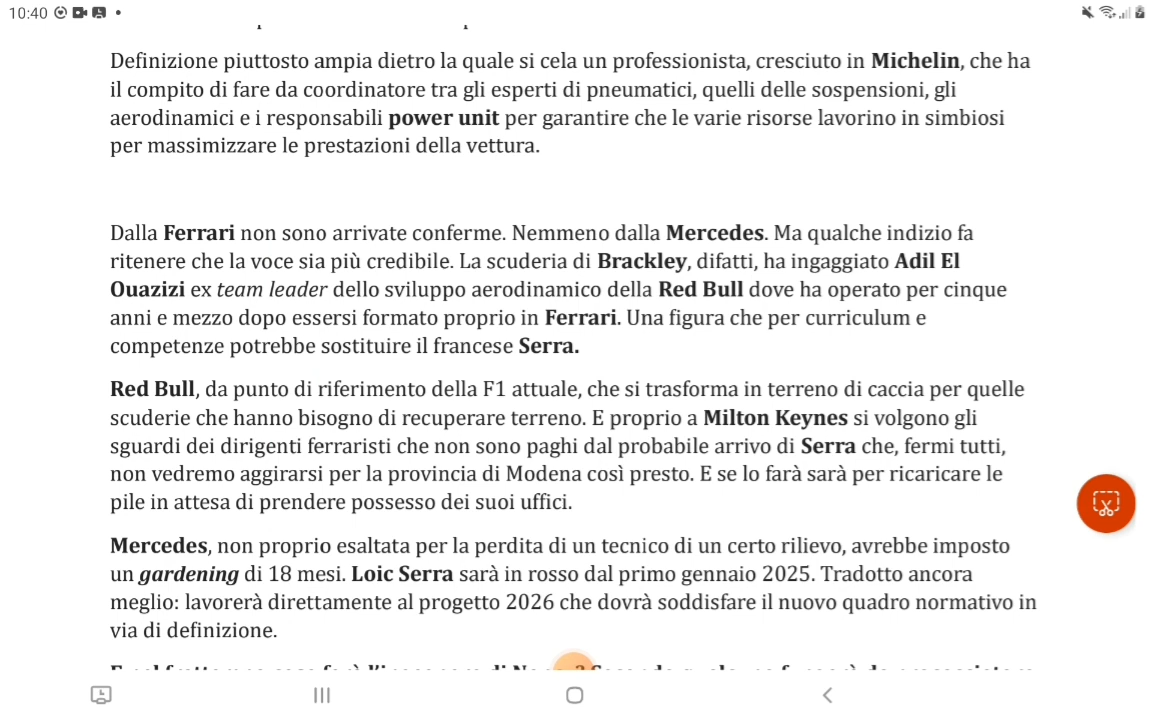 10:40
Definizione piuttosto ampia dietro la quale si cela un professionista, cresciuto in Michelin, che ha
il compito di fare da coordinatore tra gli esperti di pneumatici, quelli delle sospensioni, gli
aerodinamici e i responsabili power unit per garantire che le varie risorse lavorino in simbiosi
per massimizzare le prestazioni della vettura.
Dalla Ferrari non sono arrivate conferme. Nemmeno dalla Mercedes. Ma qualche indizio fa
ritenere che la voce sia più credibile. La scuderia di Brackley, difatti, ha ingaggiato Adil El
Ouazizi ex team leader dello sviluppo aerodinamico della Red Bull dove ha operato per cinque
anni e mezzo dopo essersi formato proprio in Ferrari. Una figura che per curriculum e
competenze potrebbe sostituire il francese Serra.
Red Bull, da punto di riferimento della F1 attuale, che si trasforma in terreno di caccia per quelle
scuderie che hanno bisogno di recuperare terreno. E proprio a Milton Keynes si volgono gli
sguardi dei dirigenti ferraristi che non sono paghi dal probabile arrivo di Serra che, fermi tutti,
non vedremo aggirarsi per la provincia di Modena così presto. E se lo farà sarà per ricaricare le
pile in attesa di prendere possesso dei suoi uffici.
Mercedes, non proprio esaltata per la perdita di un tecnico di un certo rilievo, avrebbe imposto
un gardening di 18 mesi. Loic Serra sarà in rosso dal primo gennaio 2025. Tradotto ancora
meglio: lavorerà direttamente al progetto 2026 che dovrà soddisfare il nuovo quadro normativo in
via di definizione.